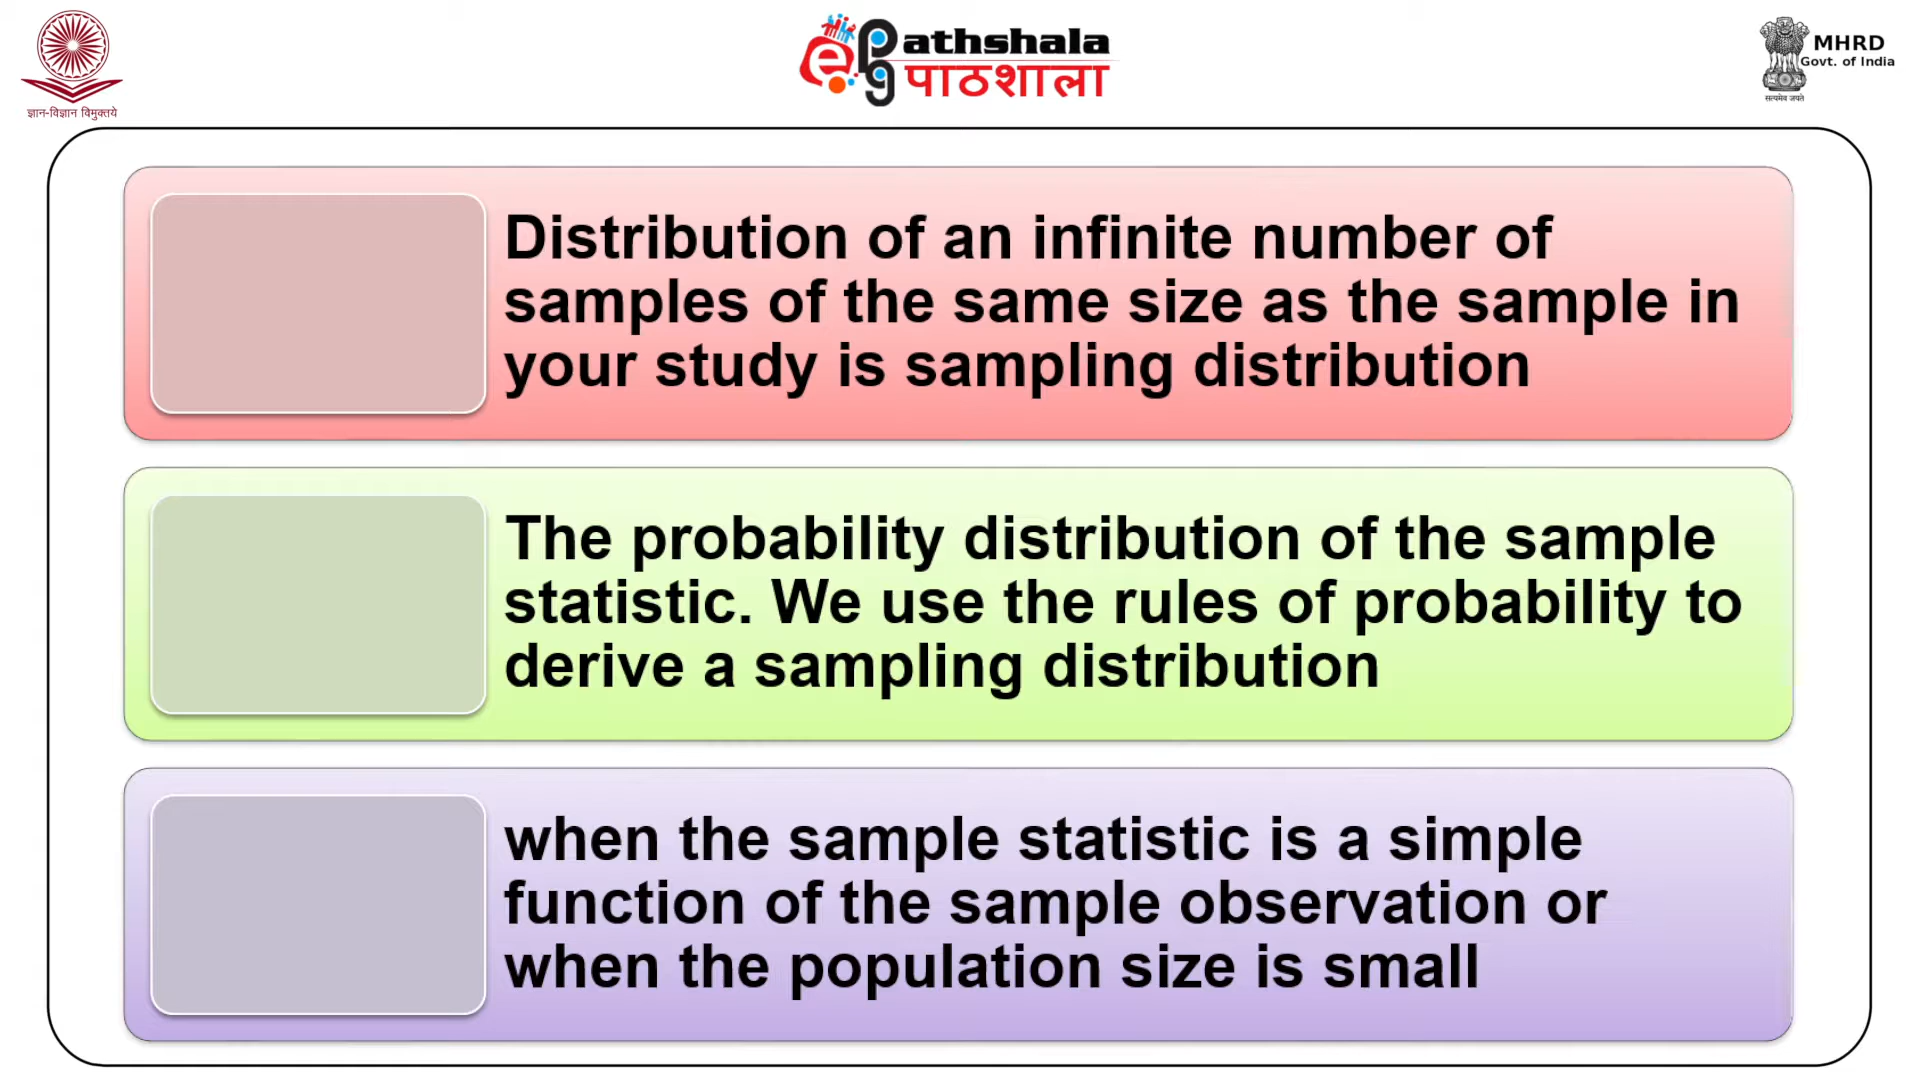 ज्ञान-विज्ञान विमुक्तये
epg Pathshala
पाठशाला
MHRD
Govt. of India
सत्यमेव जयते
Distribution of an infinite number of
samples of the same size as the sample in
your study is sampling distribution
The probability distribution of the sample
statistic. We use the rules of probability to
derive a sampling distribution
when the sample statistic is a simple
function of the sample observation or
when the population size is small